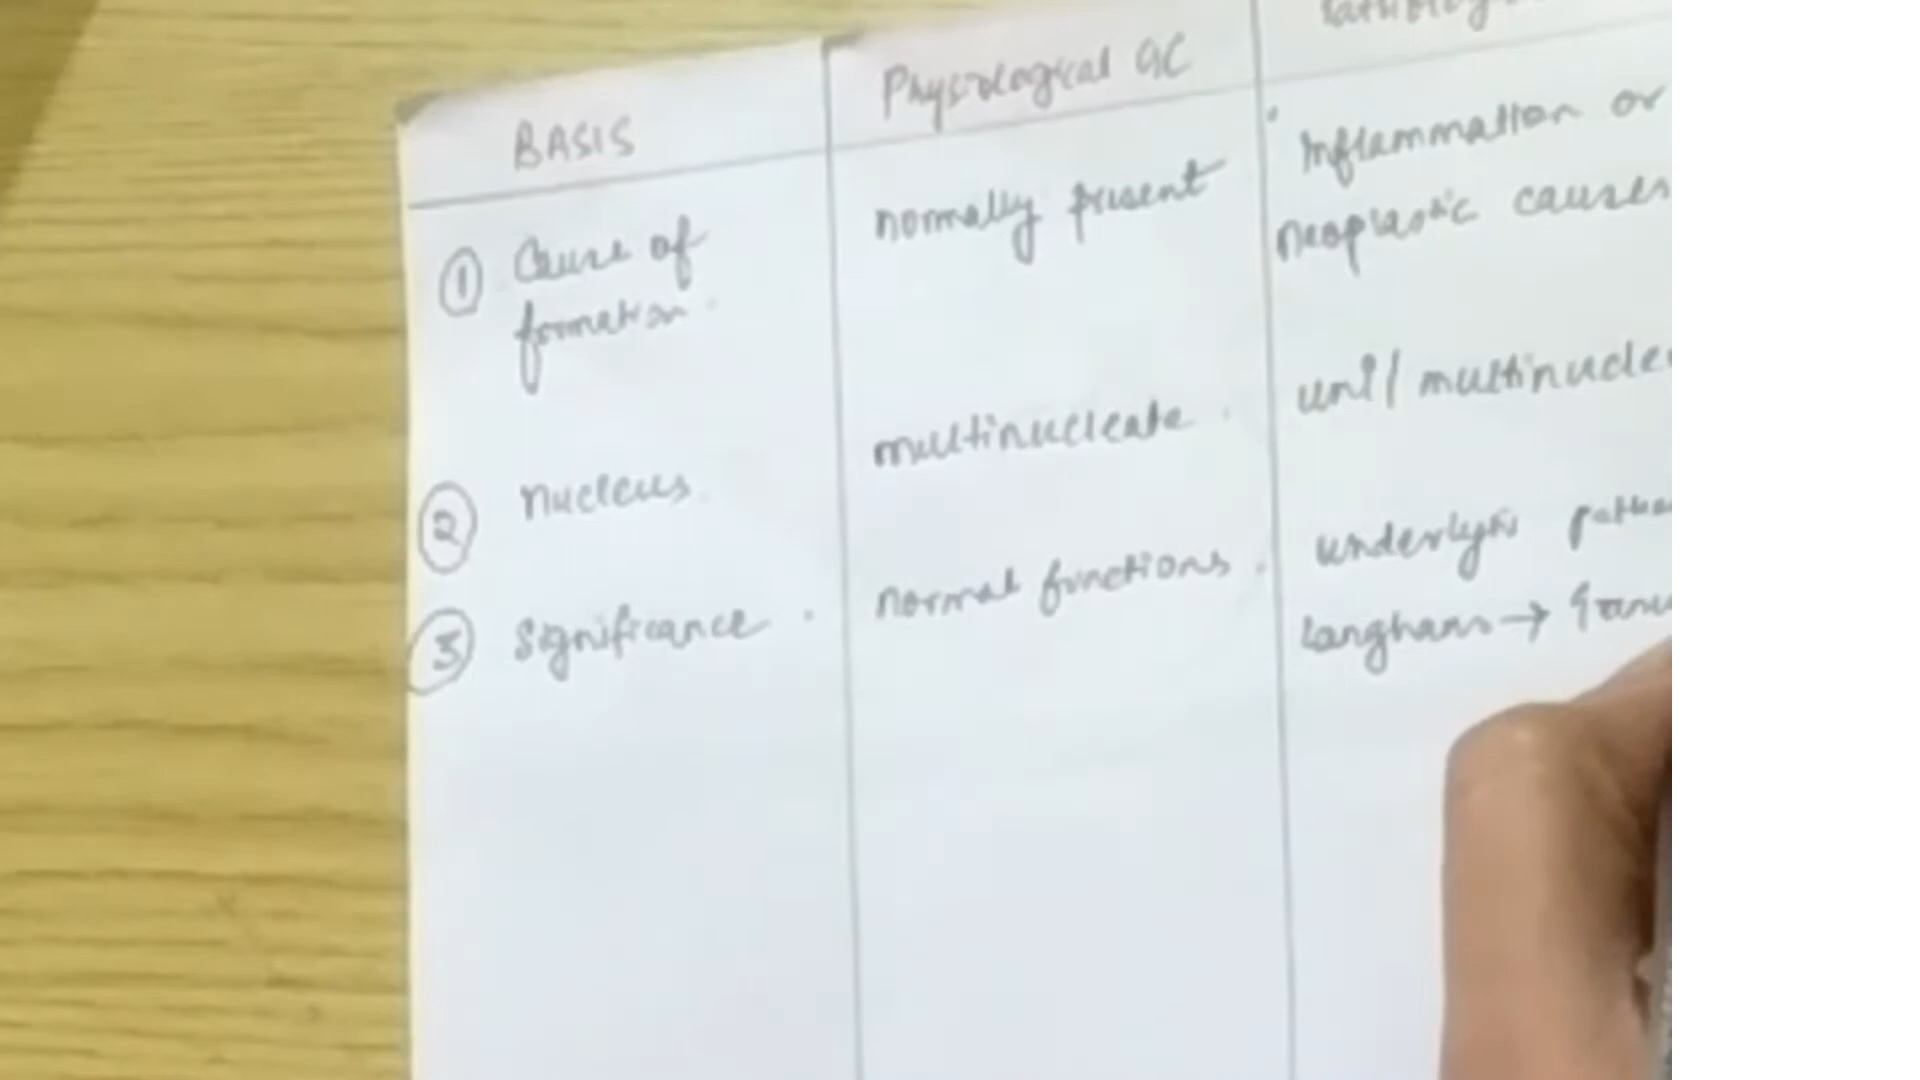 BASIS
Physiological GC
① Cause of
formation.
normally present
Inflammation or
neoplastic causes
② nucleus
multinucleate.
uni/ multinucle
③ Significance.
normal functions.
underlyin
Langhans →